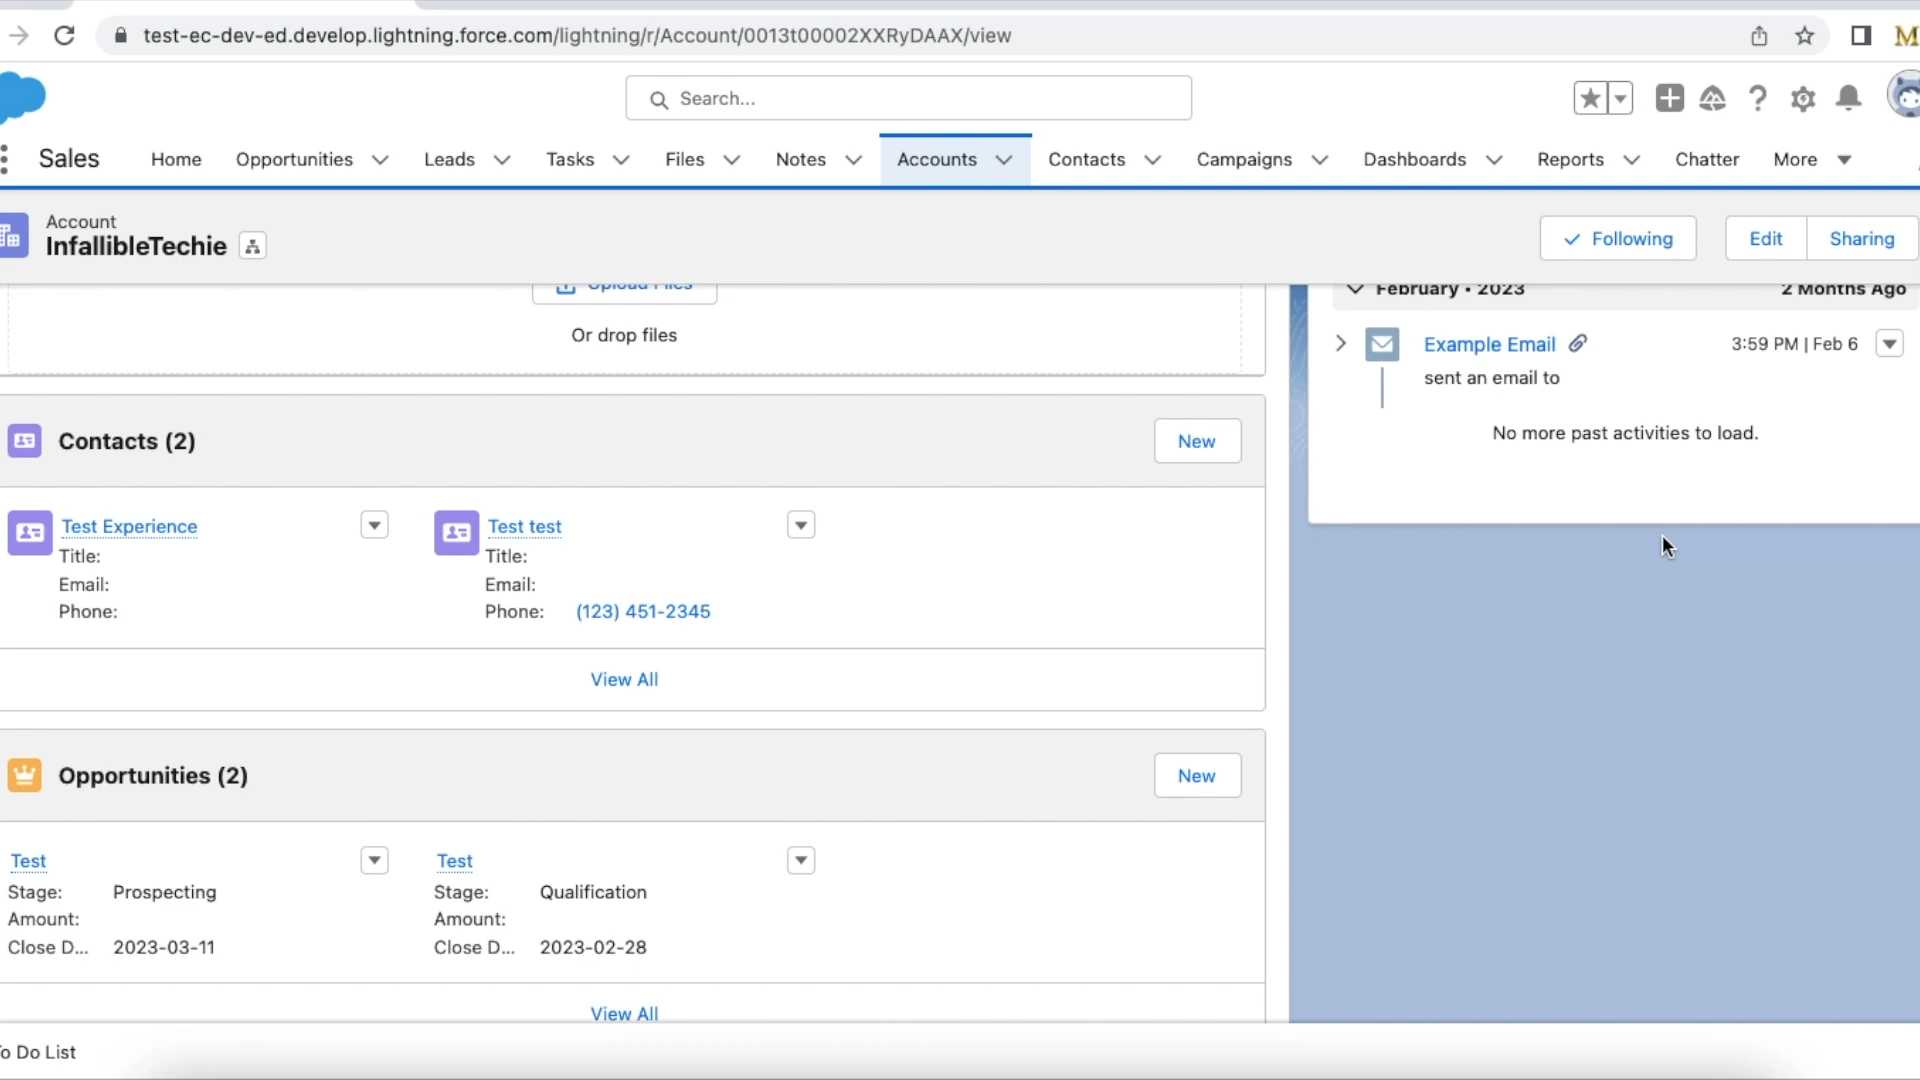 test-ec-dev-ed.develop.lightning.force.com/lightning/r/Account/0013t00002XXRyDAAX/view
M
Search...
Sales Home Opportunities Leads Tasks Files Notes Accounts Contacts Campaigns Dashboards Reports Chatter More
Account
InfallibleTechie
Following Edit Sharing
Upload Files
Or drop files
February • 2023 2 Months Ago
Example Email 3:59 PM | Feb 6
sent an email to
No more past activities to load.
Contacts (2) New
Test Experience
Title:
Email:
Phone:
Test test
Title:
Email:
Phone: (123) 451-2345
View All
Opportunities (2) New
Test
Stage: Prospecting
Amount:
Close D... 2023-03-11
Test
Stage: Qualification
Amount:
Close D... 2023-02-28
View All
o Do List